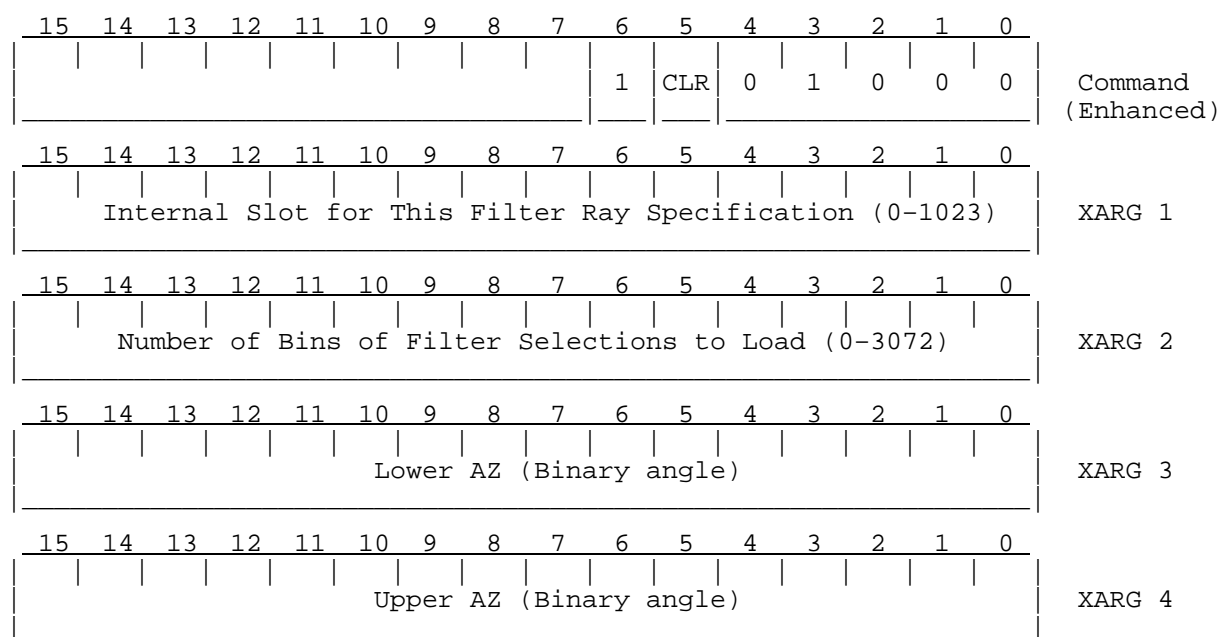 15 14 13 12 11 10 9 8 7 6 5 4 3 2 1 0
1 CLR 0 1 0 0 0 Command
(Enhanced)
15 14 13 12 11 10 9 8 7 6 5 4 3 2 1 0
Internal Slot for This Filter Ray Specification (0-1023) XARG 1
15 14 13 12 11 10 9 8 7 6 5 4 3 2 1 0
Number of Bins of Filter Selections to Load (0-3072) XARG 2
15 14 13 12 11 10 9 8 7 6 5 4 3 2 1 0
Lower AZ (Binary angle) XARG 3
15 14 13 12 11 10 9 8 7 6 5 4 3 2 1 0
Upper AZ (Binary angle) XARG 4